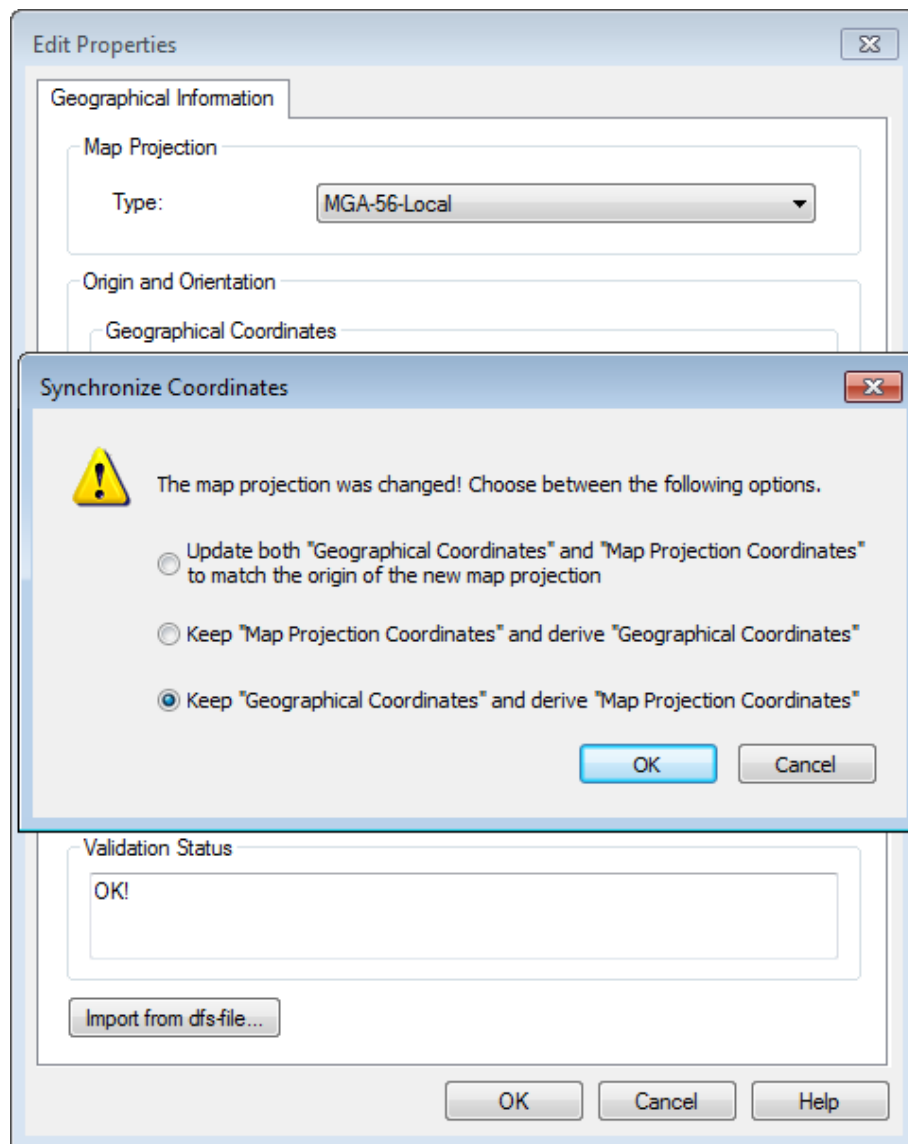 Edit Properties
Geographical Information
Map Projection
Type:
MGA-56-Local
Origin and Orientation
Geographical Coordinates
Synchronize Coordinates
The map projection was changed! Choose between the following options.
Update both "Geographical Coordinates" and "Map Projection Coordinates"
to match the origin of the new map projection
Keep "Map Projection Coordinates" and derive "Geographical Coordinates"
Keep "Geographical Coordinates" and derive "Map Projection Coordinates"
OK
Cancel
Validation Status
OK!
Import from dfs-file...
OK
Cancel
Help